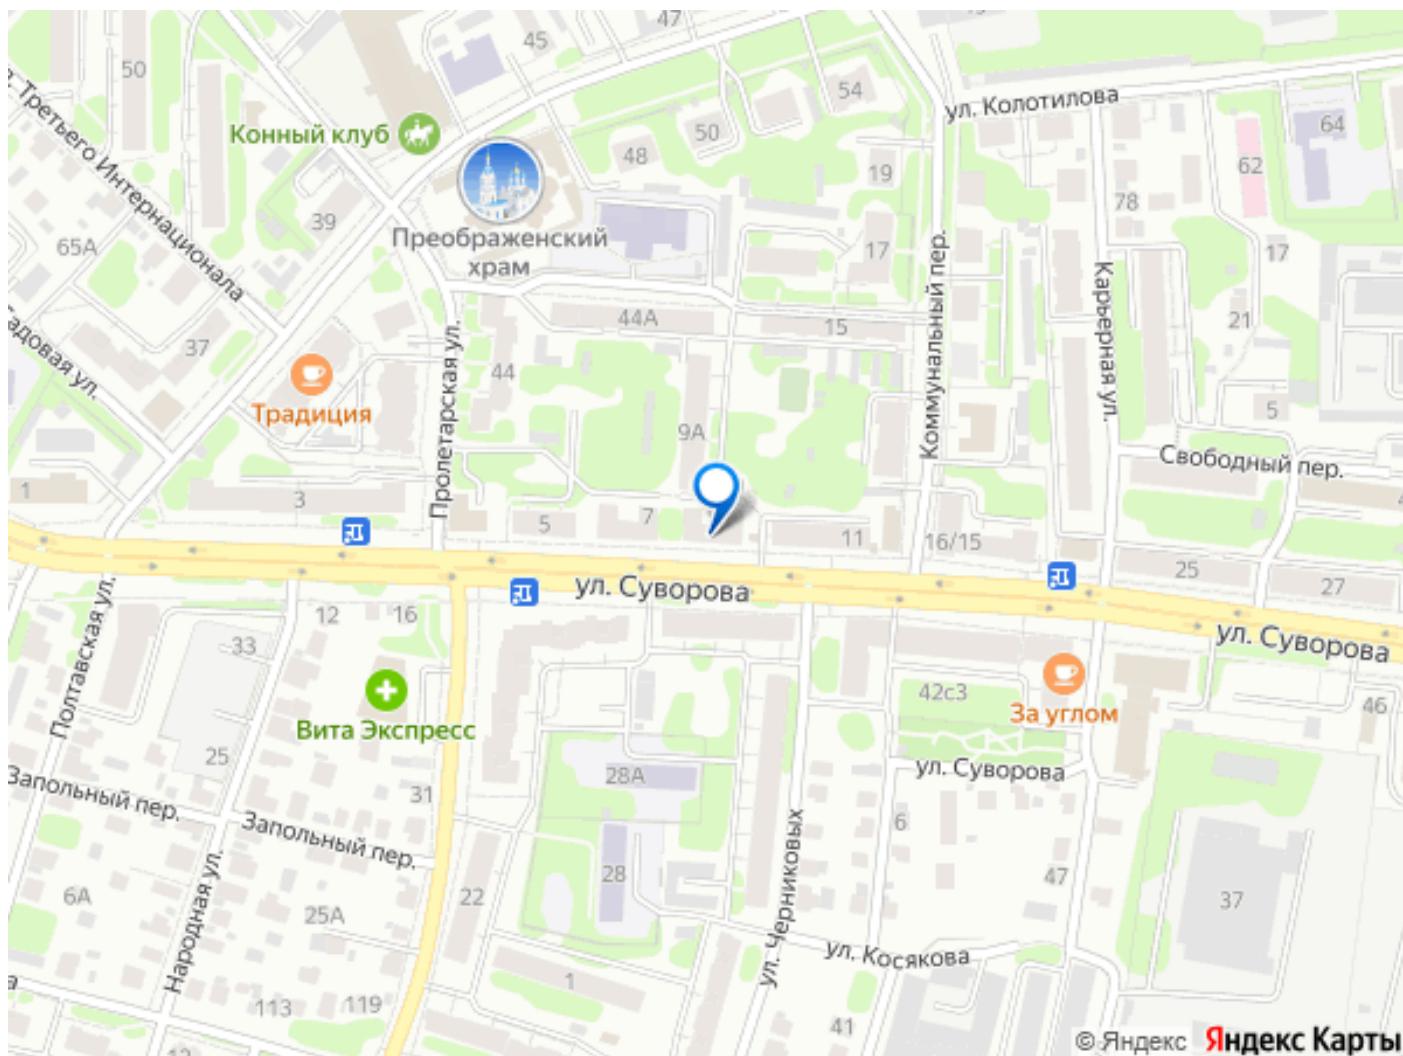 47
45
50
54
ул. Колотилова
64
Конный клуб
50
48
19
62
Третьего Интернационала
39
78
65А
Преображенский
храм
17
17
Коммунальный пер.
Карьерная ул.
44А
15
21
37
Пролетарская ул.
44
Традиция
9А
5
Садовая ул.
Свободный пер.
1
3
5
7
11
16/15
25
27
ул. Суворова
12
16
33
ул. Суворова
Полтавская ул.
42с3
46
За углом
Вита Экспресс
25
28А
ул. Суворова
Запольный пер.
31
Запольный пер.
6
ул. Черниковых
28
47
6А
22
25А
37
Народная ул.
ул. Косякова
1
113
119
41
© Яндекс Яндекс Карты